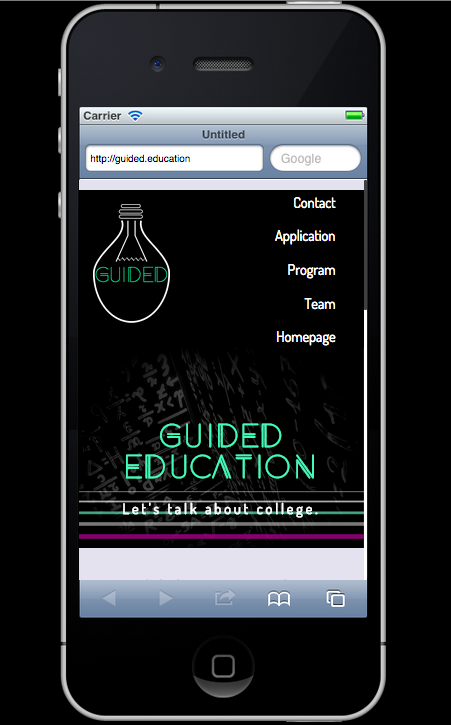 Carrier
Untitled
http://guided.education
Google
Contact
Application
Program
Team
Homepage
GUIDED
GUIDED
EDUCATION
Let's talk about college.